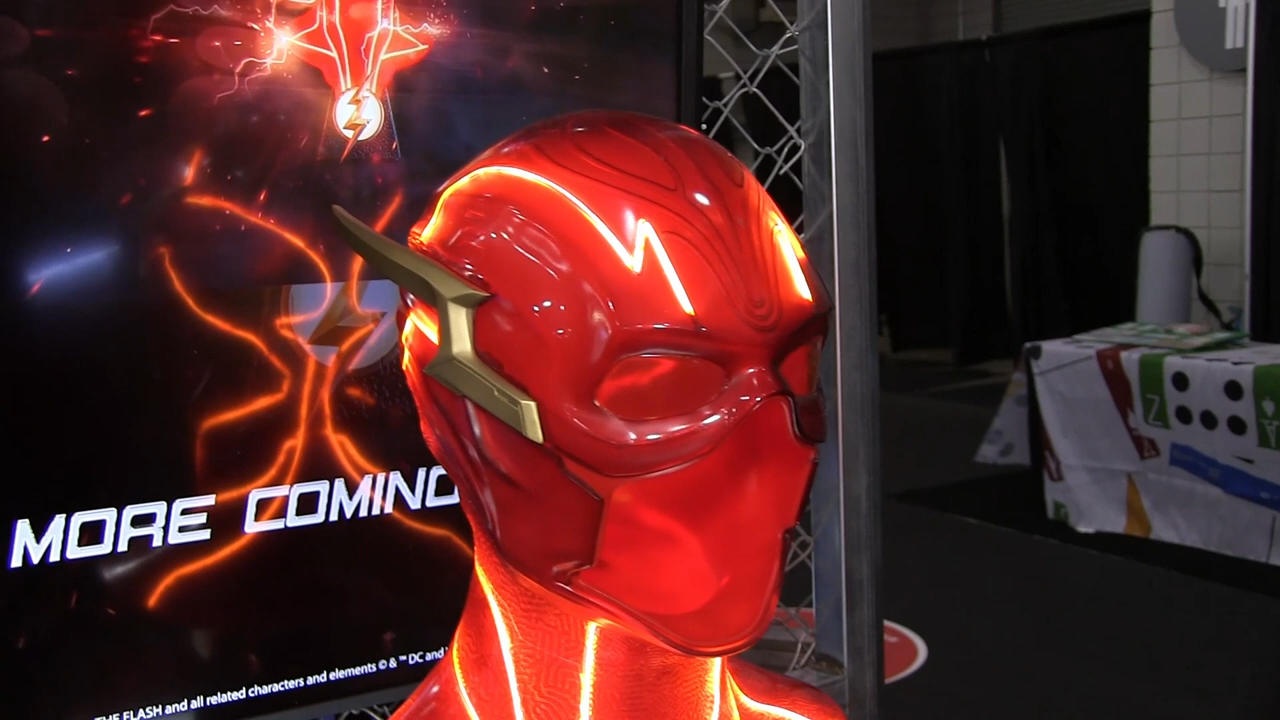 MORE COMING
THE FLASH and all related characters and elements © & ™ DC and